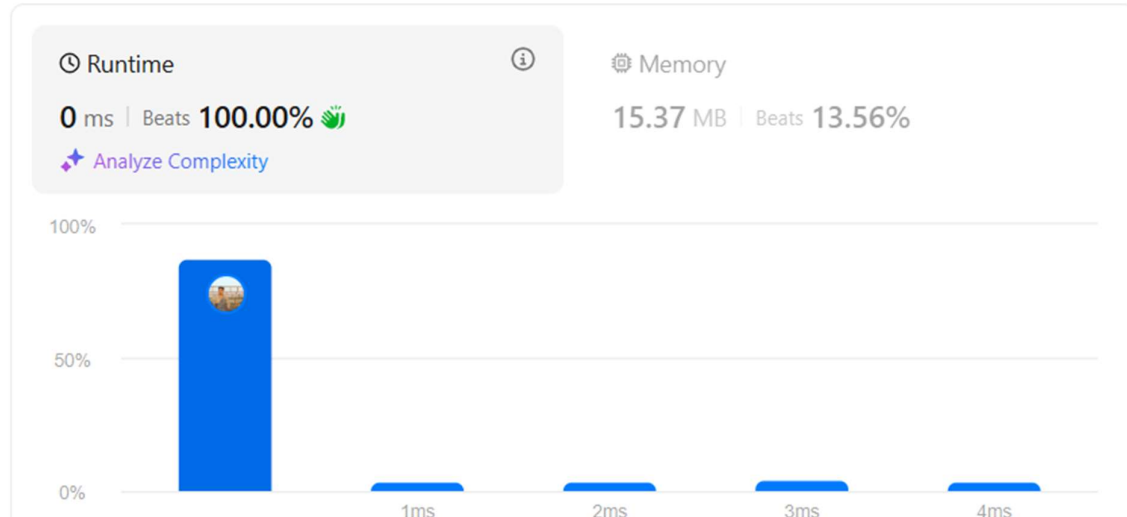 Runtime
0 ms | Beats 100.00%
Analyze Complexity
Memory
15.37 MB | Beats 13.56%
100%
50%
0%
1ms 2ms 3ms 4ms